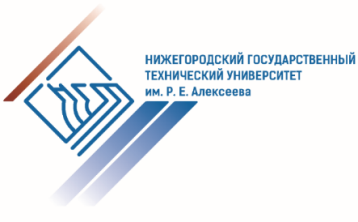 НИЖЕГОРОДСКИЙ ГОСУДАРСТВЕННЫЙ
ТЕХНИЧЕСКИЙ УНИВЕРСИТЕТ
им. Р. Е. Алексеева